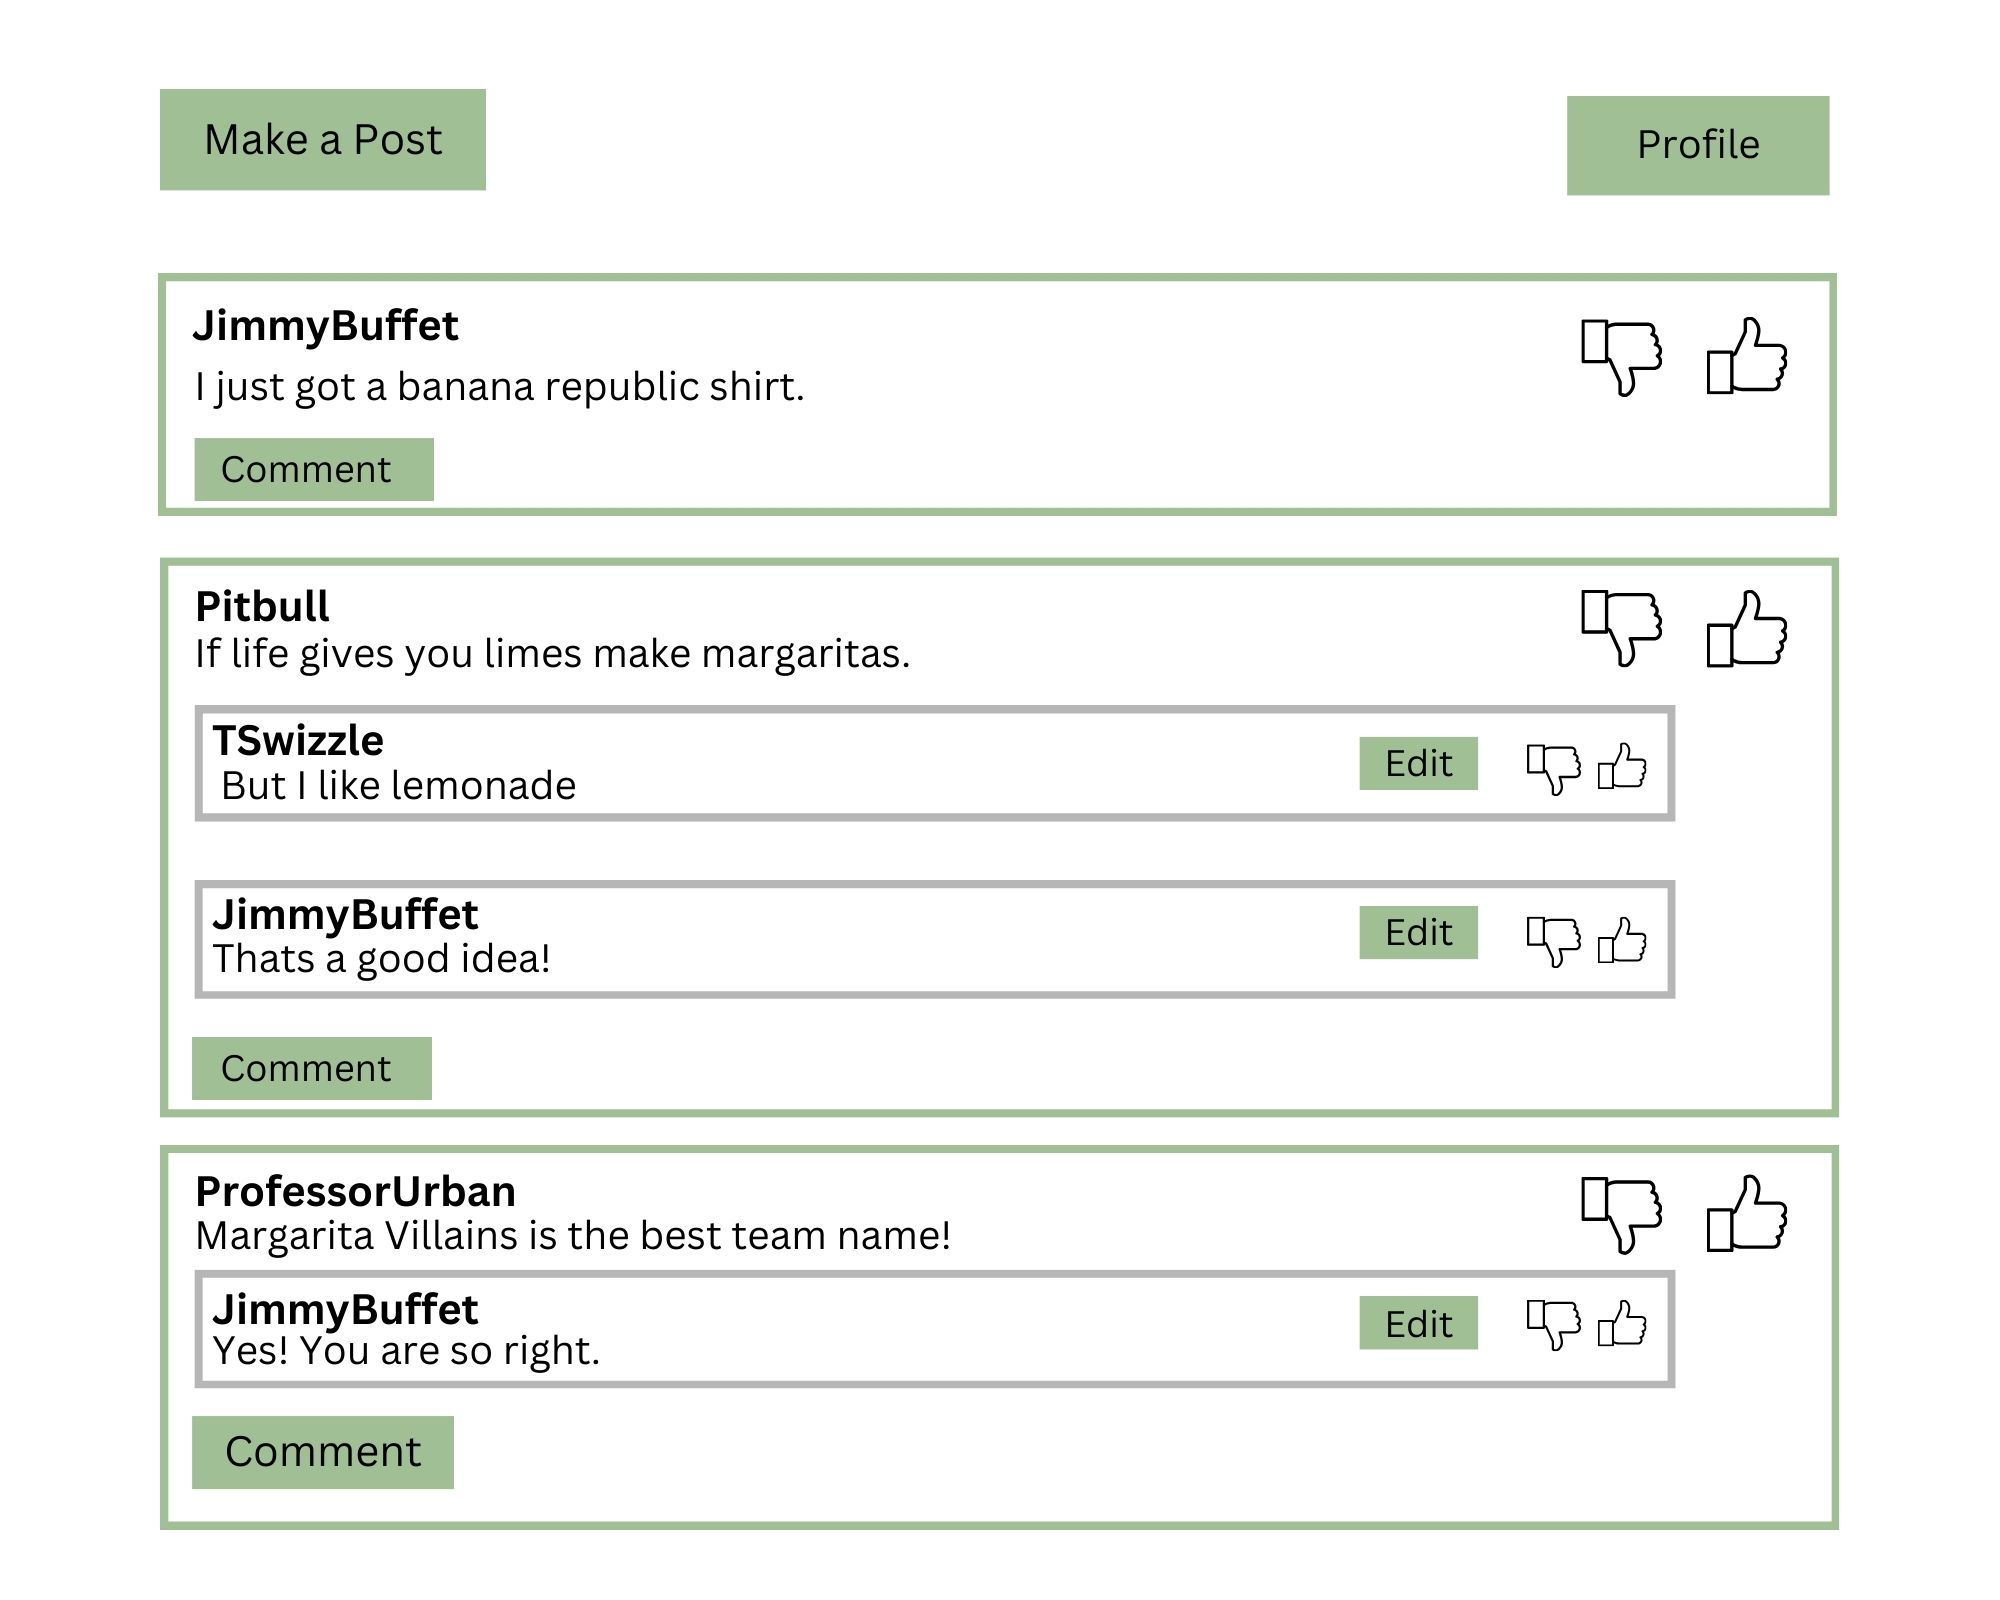 Make a Post
Profile
JimmyBuffet
I just got a banana republic shirt.
Comment
Pitbull
If life gives you limes make margaritas.
TSwizzle
But I like lemonade
Edit
JimmyBuffet
Thats a good idea!
Edit
Comment
ProfessorUrban
Margarita Villains is the best team name!
JimmyBuffet
Yes! You are so right.
Edit
Comment